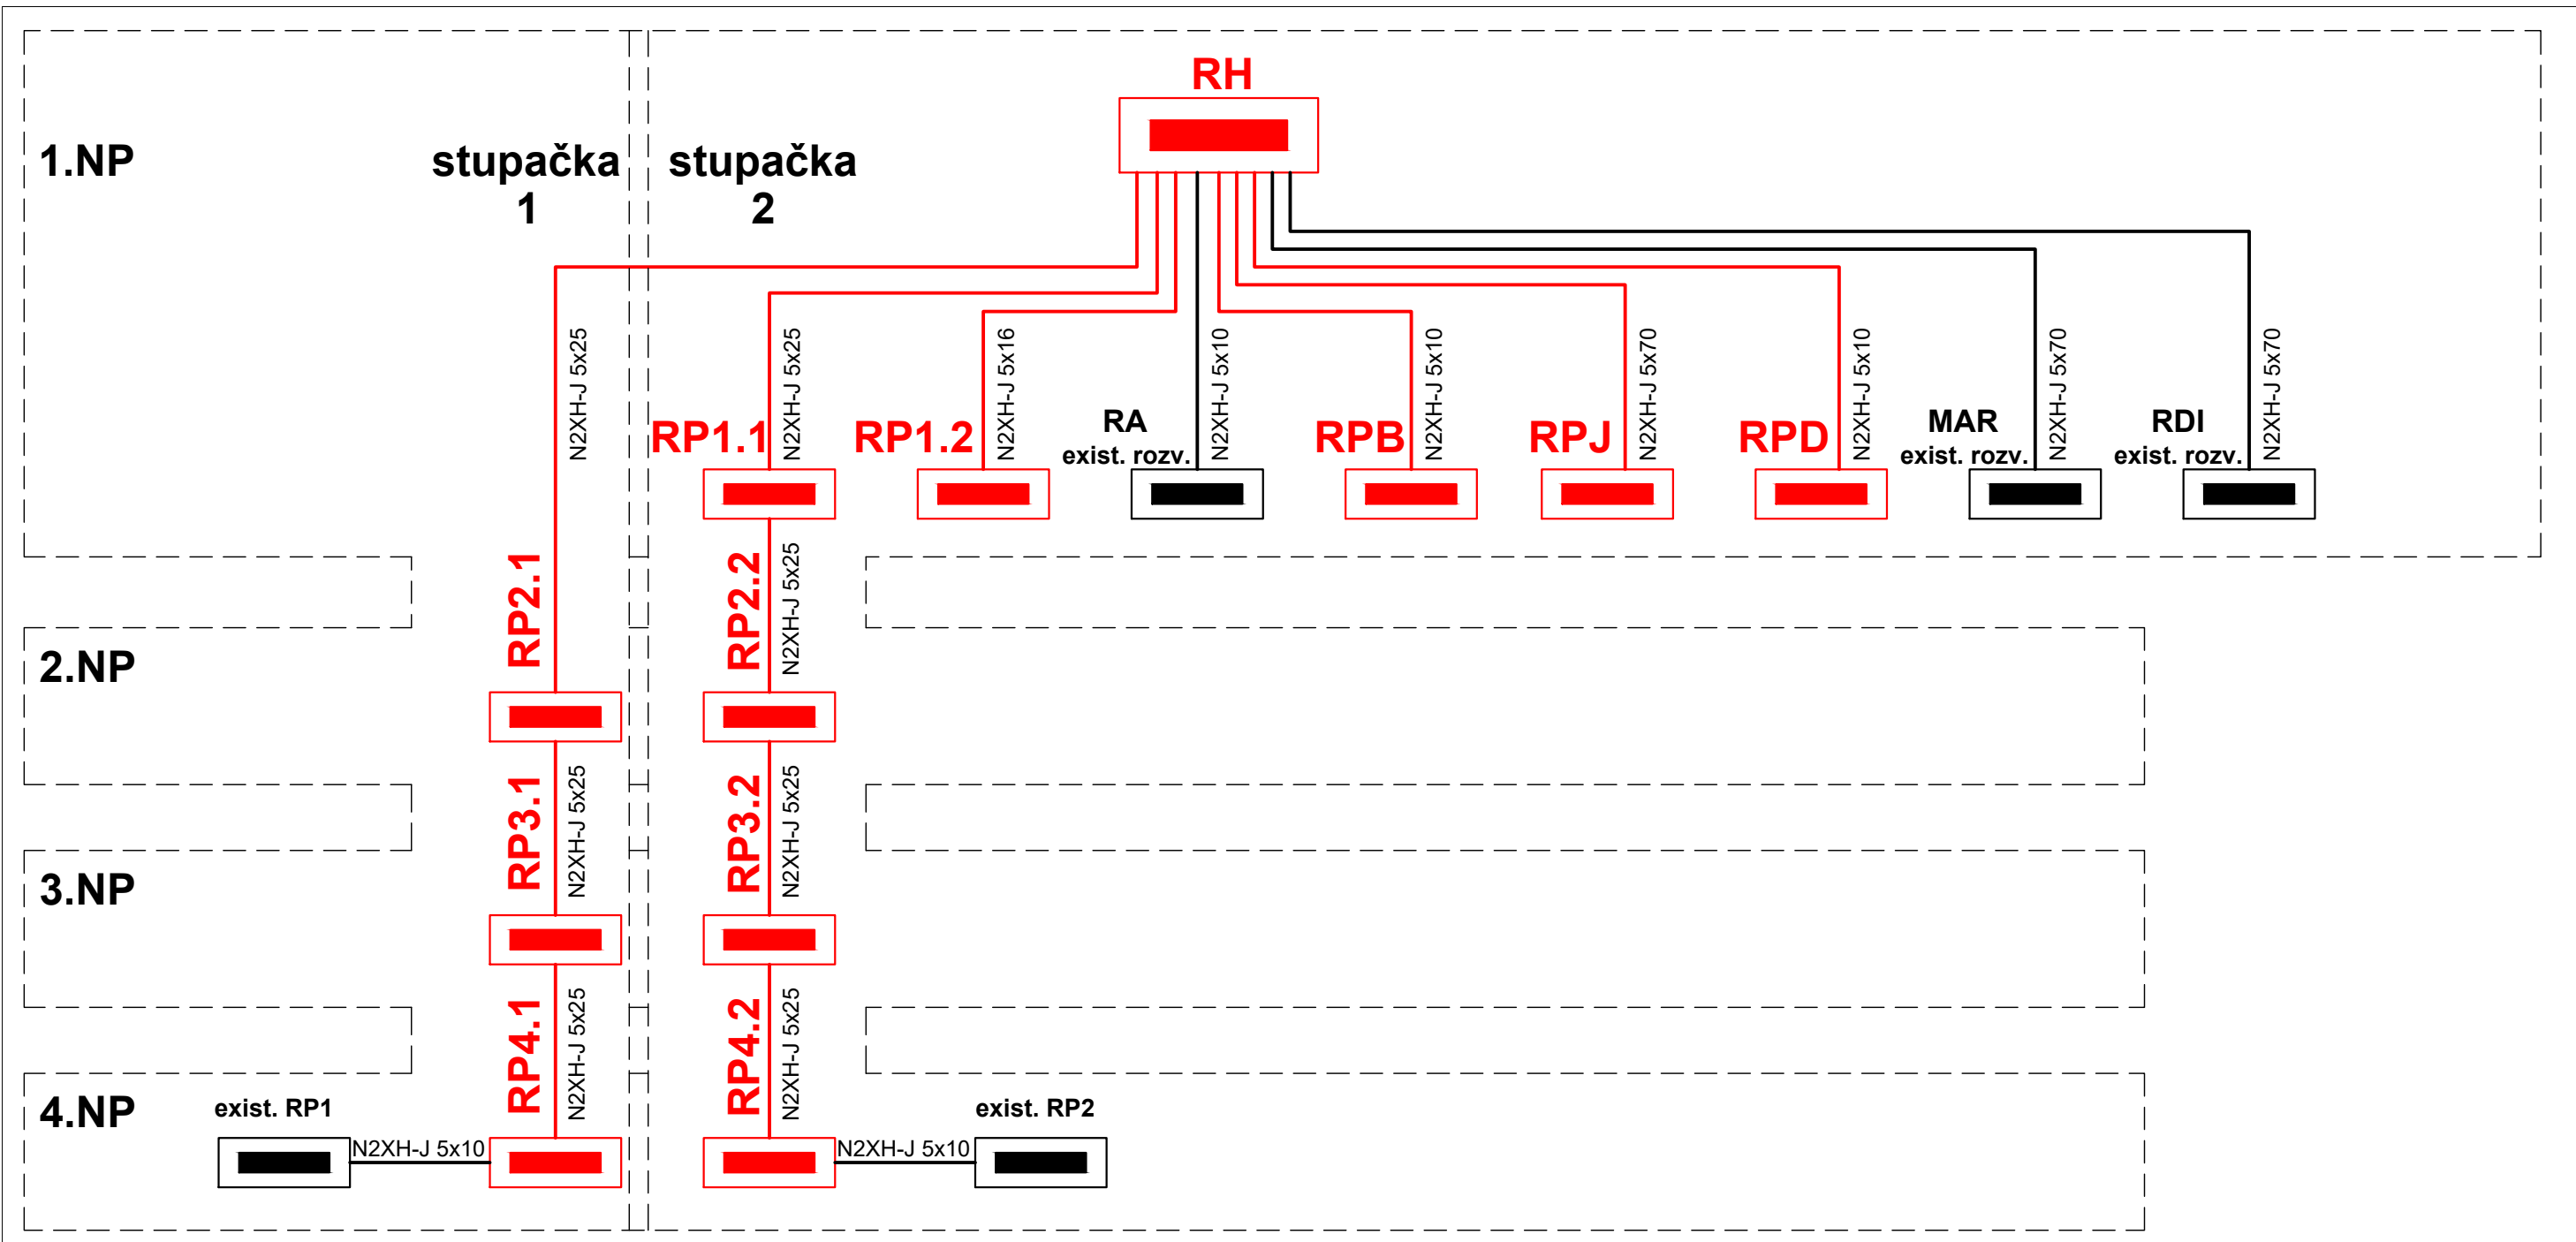 RH
1.NP
stupačka
1
stupačka
2
N2XH-J 5x25
N2XH-J 5x25
N2XH-J 5x16
N2XH-J 5x10
N2XH-J 5x10
N2XH-J 5x70
N2XH-J 5x10
N2XH-J 5x70
N2XH-J 5x70
RP1.1
RP1.2
RA
exist. rozv.
RPB
RPJ
RPD
MAR
exist. rozv.
RDI
exist. rozv.
RP2.1
RP2.2
N2XH-J 5x25
2.NP
RP3.1
N2XH-J 5x25
RP3.2
N2XH-J 5x25
3.NP
RP4.1
N2XH-J 5x25
RP4.2
N2XH-J 5x25
4.NP
exist. RP1
N2XH-J 5x10
N2XH-J 5x10
exist. RP2